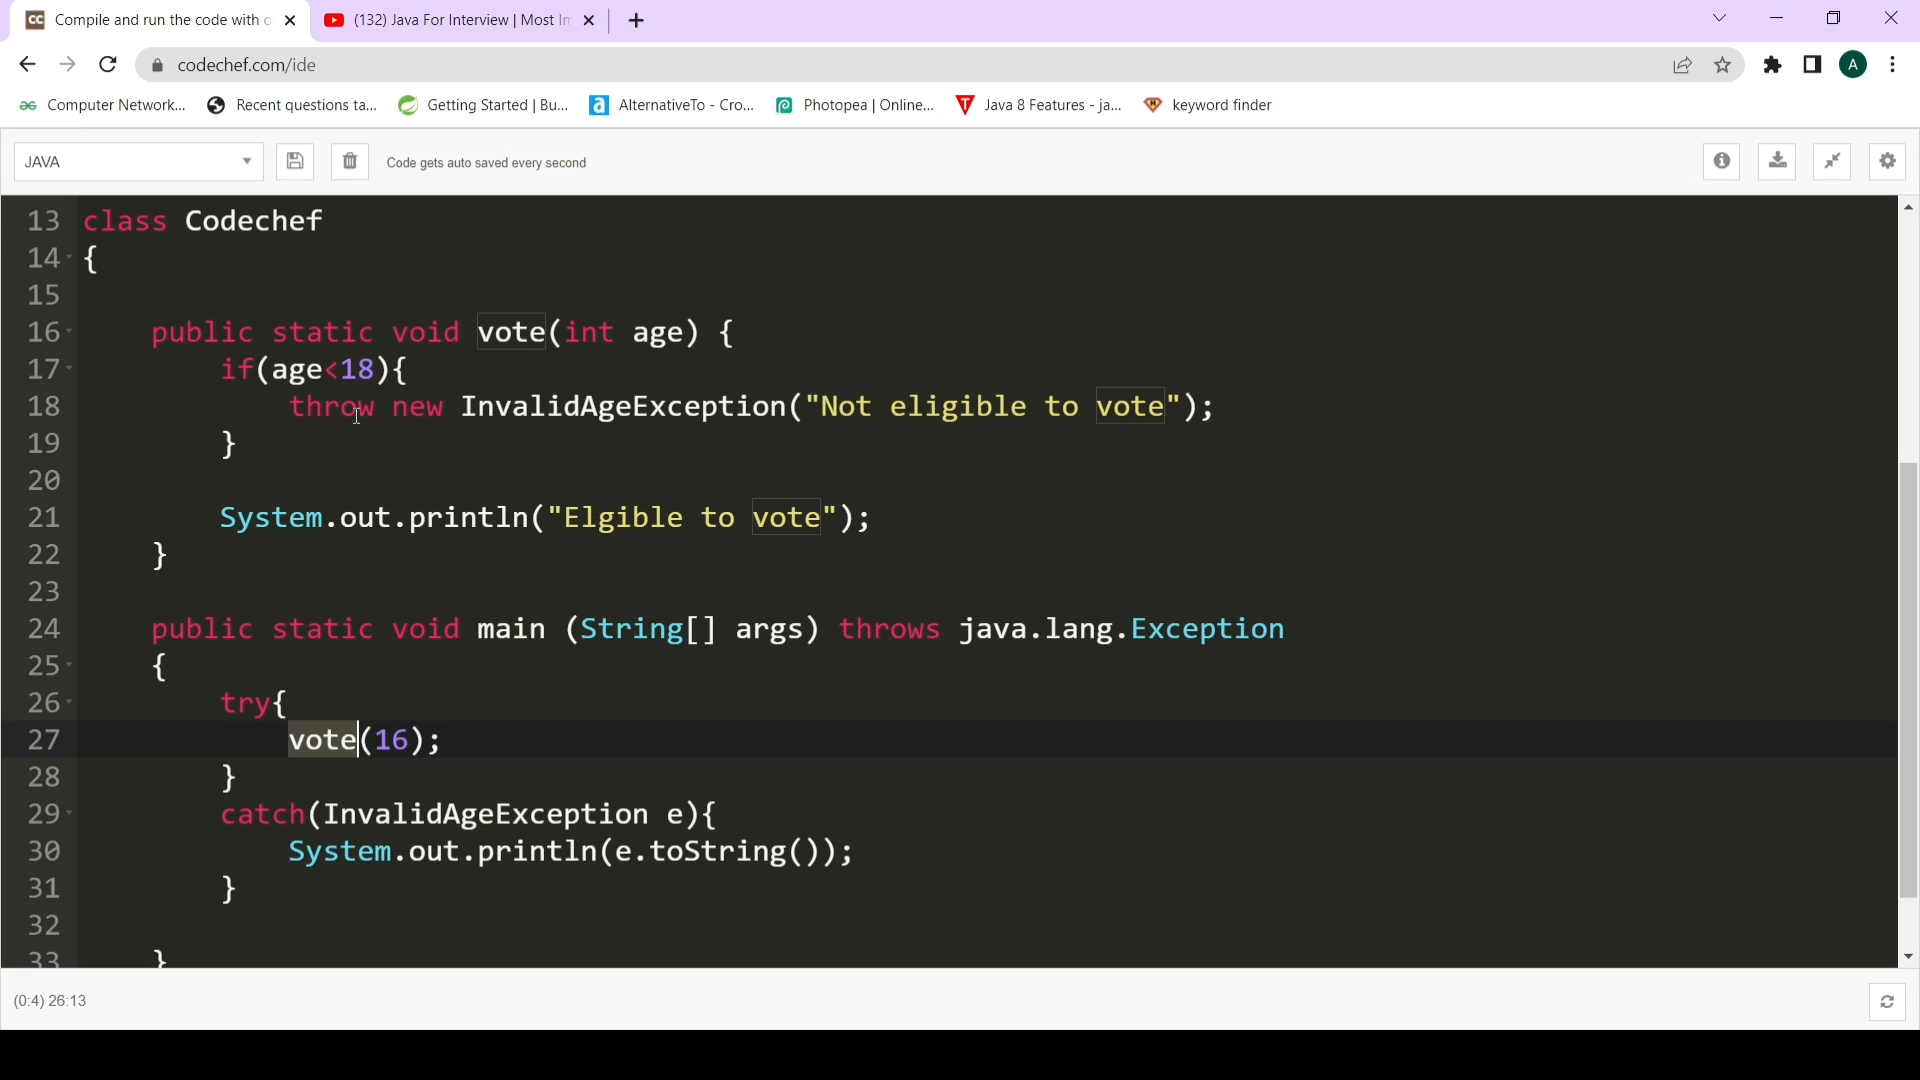 Compile and run the code with o
(132) Java For Interview | Most In
codechef.com/ide
A
Computer Network... Recent questions ta... Getting Started | Bu... AlternativeTo - Cro... Photopea | Online... Java 8 Features - ja... keyword finder
JAVA Code gets auto saved every second
13 class Codechef
14 {
15
16 public static void vote(int age) {
17 if(age<18){
18 throw new InvalidAgeException("Not eligible to vote");
19 }
20
21 System.out.println("Elgible to vote");
22 }
23
24 public static void main (String[] args) throws java.lang.Exception
25 {
26 try{
27 vote(16);
28 }
29 catch(InvalidAgeException e){
30 System.out.println(e.toString());
31 }
32
33 }
(0:4) 26:13